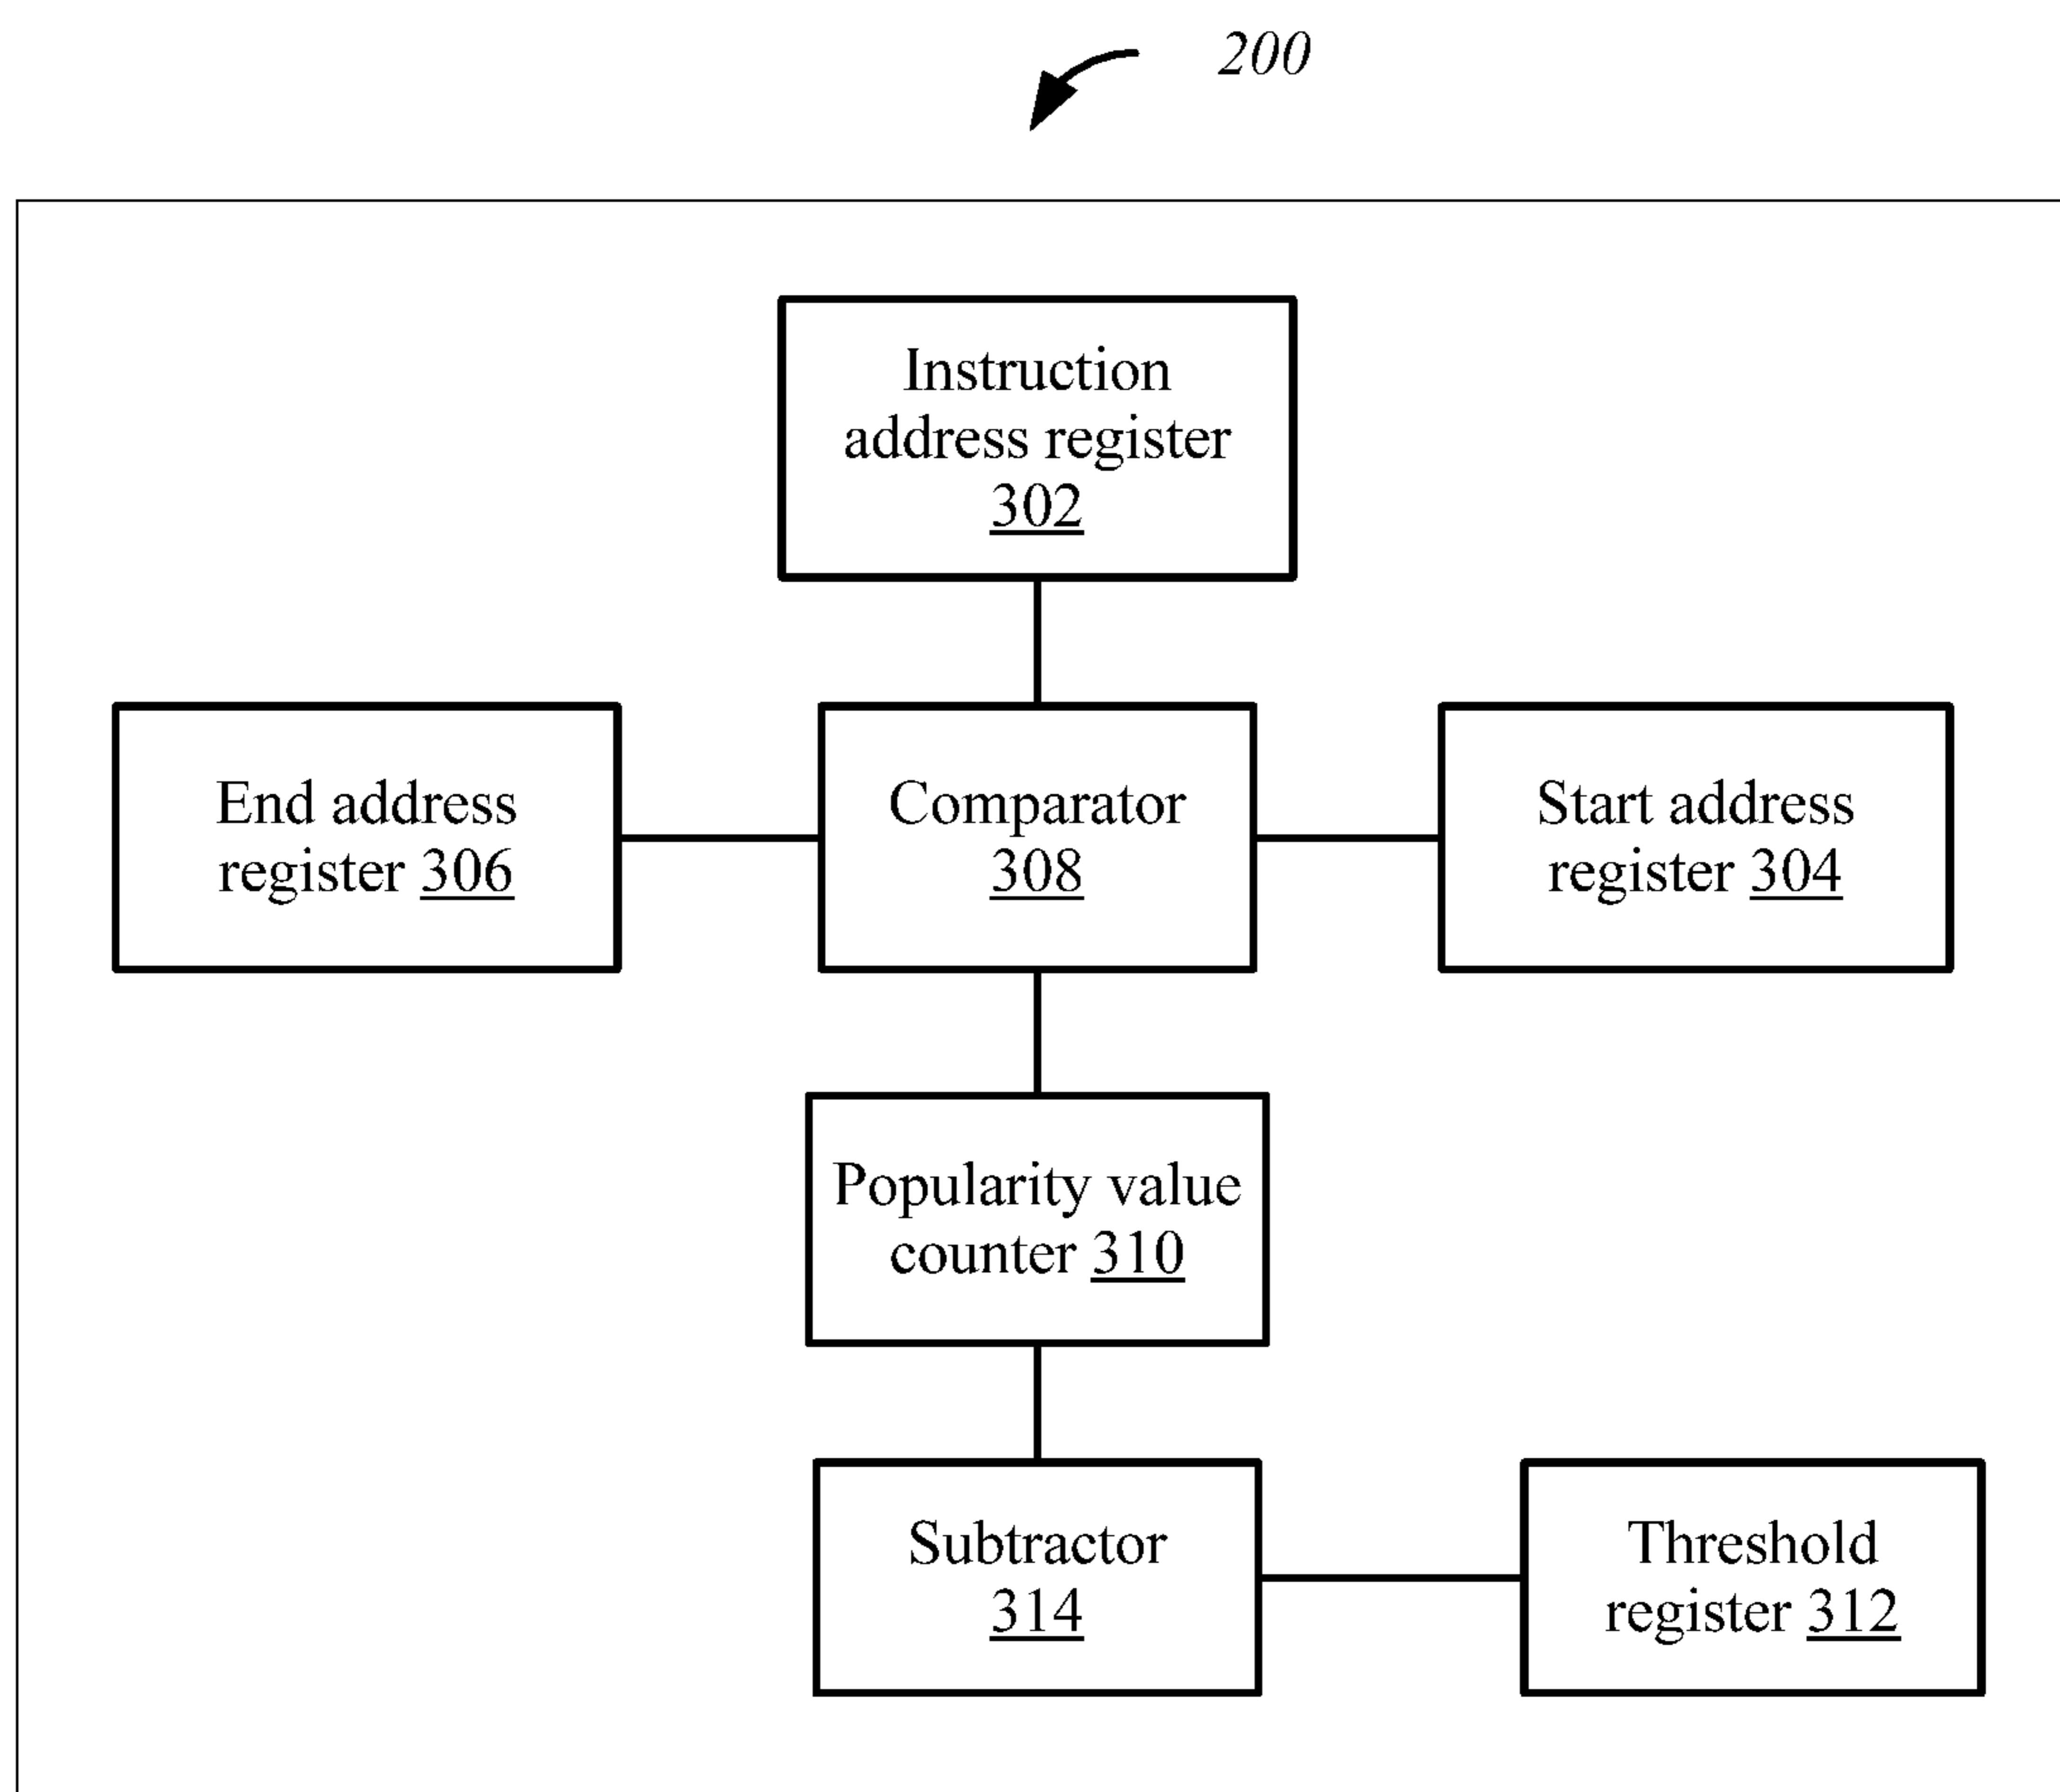 200
Instruction
address register
302
End address
register 306
Comparator
308
Start address
register 304
Popularity value
counter 310
Subtractor
314
Threshold
register 312